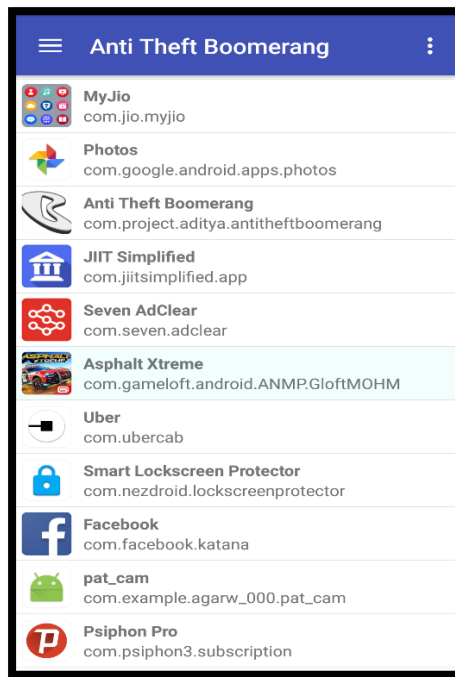 Anti Theft Boomerang
MyJio
com.jio.myjio
Photos
com.google.android.apps.photos
Anti Theft Boomerang
com.project.aditya.antitheftboomerang
JIIT Simplified
com.jiitsimplified.app
Seven AdClear
com.seven.adclear
ASPHALT
XTREME
Asphalt Xtreme
com.gameloft.android.ANMP.GloftMOHM
Uber
com.ubercab
Smart Lockscreen Protector
com.nezdroid.lockscreenprotector
Facebook
com.facebook.katana
pat_cam
com.example.agarw_000.pat_cam
Psiphon Pro
com.psiphon3.subscription